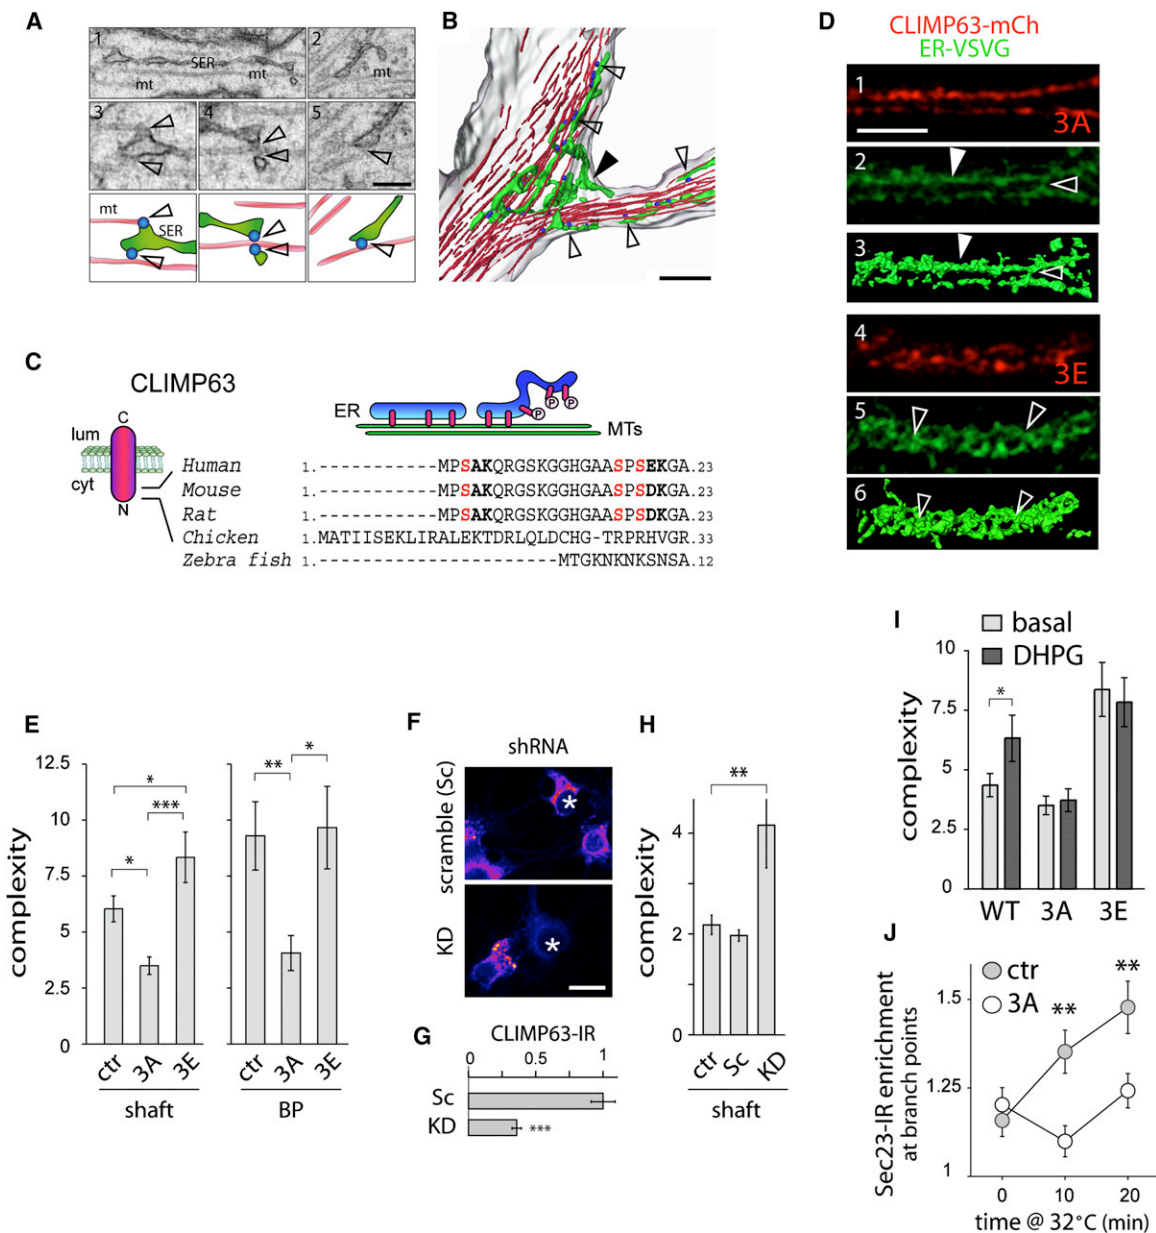 A
1
SER
mt
mt
2
mt
3
4
5
mt
SER
B
C
CLIMP63
C
lum
cyt
N
ER
P
P
P
MTs
Human 1.-----------MPSAKQRGSKGGHGAASPSEKGA.23
Mouse 1.-----------MPSAKQRGSKGGHGAASPSDKGA.23
Rat 1.-----------MPSAKQRGSKGGHGAASPSDKGA.23
Chicken 1.MATIISEKLIRALEKTDRLQLDCHG-TRPRHVGR.33
Zebra fish 1.----------------------MTGKNKNKSNSA.12
D
CLIMP63-mCh
ER-VSVG
1
3A
2
3
4
3E
5
6
E
complexity
12.5
10
7.5
5
2.5
0
*
***
*
**
*
ctr 3A 3E
shaft
ctr 3A 3E
BP
F
shRNA
scramble (Sc)
*
KD
*
G
CLIMP63-IR
0 0.5 1
Sc
KD ***
H
complexity
4
2
0
**
ctr Sc KD
shaft
I
basal
DHPG
complexity
10
7.5
5
2.5
0
*
WT 3A 3E
J
ctr
3A
Sec23-IR enrichment
at branch points
1.5
1.25
1
**
**
0 10 20
time @ 32°C (min)